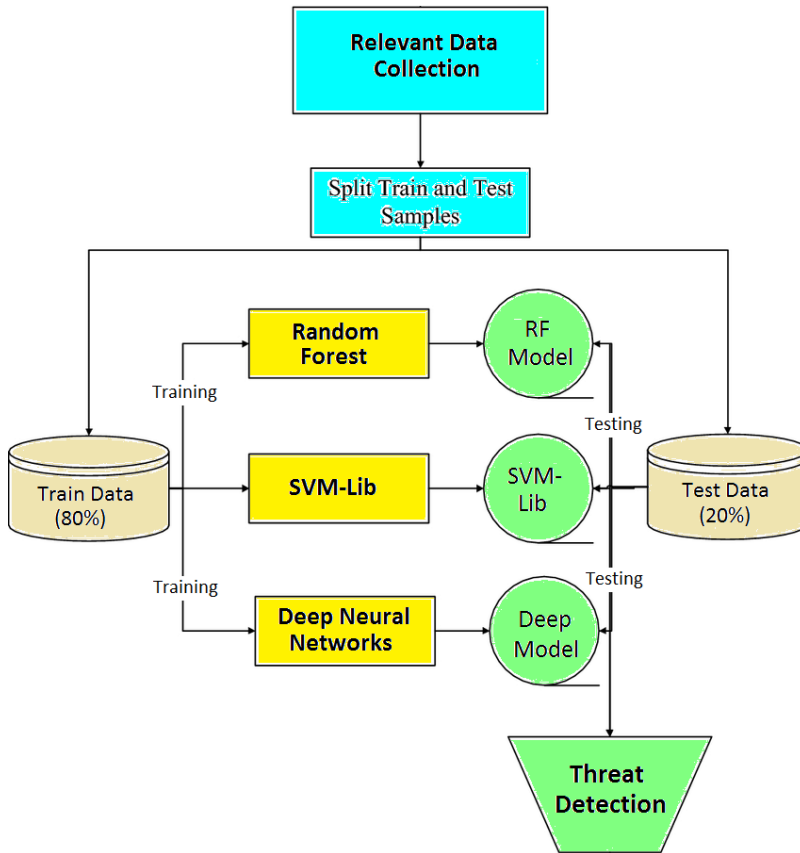 Relevant Data
Collection
Split Train and Test
Samples
Random
Forest
RF
Model
Training
Testing
Train Data
(80%)
SVM-Lib
SVM-
Lib
Test Data
(20%)
Training
Testing
Deep Neural
Networks
Deep
Model
Threat
Detection